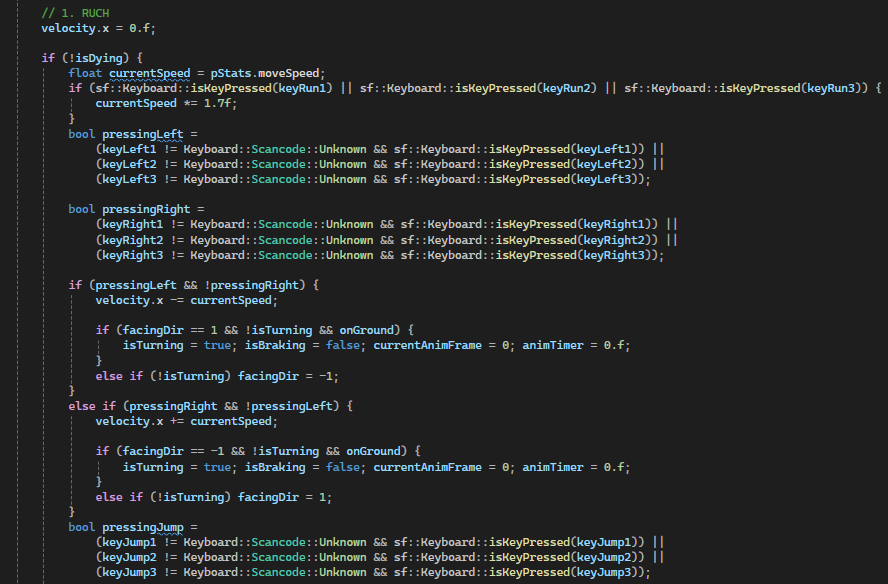 // 1. RUCH
velocity.x = 0.f;
if (!isDying) {
float currentSpeed = pStats.moveSpeed;
if (sf::Keyboard::isKeyPressed(keyRun1) || sf::Keyboard::isKeyPressed(keyRun2) || sf::Keyboard::isKeyPressed(keyRun3)) {
currentSpeed *= 1.7f;
}
bool pressingLeft =
(keyLeft1 != Keyboard::Scancode::Unknown && sf::Keyboard::isKeyPressed(keyLeft1)) ||
(keyLeft2 != Keyboard::Scancode::Unknown && sf::Keyboard::isKeyPressed(keyLeft2)) ||
(keyLeft3 != Keyboard::Scancode::Unknown && sf::Keyboard::isKeyPressed(keyLeft3));
bool pressingRight =
(keyRight1 != Keyboard::Scancode::Unknown && sf::Keyboard::isKeyPressed(keyRight1)) ||
(keyRight2 != Keyboard::Scancode::Unknown && sf::Keyboard::isKeyPressed(keyRight2)) ||
(keyRight3 != Keyboard::Scancode::Unknown && sf::Keyboard::isKeyPressed(keyRight3));
if (pressingLeft && !pressingRight) {
velocity.x -= currentSpeed;
if (facingDir == 1 && !isTurning && onGround) {
isTurning = true; isBraking = false; currentAnimFrame = 0; animTimer = 0.f;
}
else if (!isTurning) facingDir = -1;
}
else if (pressingRight && !pressingLeft) {
velocity.x += currentSpeed;
if (facingDir == -1 && !isTurning && onGround) {
isTurning = true; isBraking = false; currentAnimFrame = 0; animTimer = 0.f;
}
else if (!isTurning) facingDir = 1;
}
bool pressingJump =
(keyJump1 != Keyboard::Scancode::Unknown && sf::Keyboard::isKeyPressed(keyJump1)) ||
(keyJump2 != Keyboard::Scancode::Unknown && sf::Keyboard::isKeyPressed(keyJump2)) ||
(keyJump3 != Keyboard::Scancode::Unknown && sf::Keyboard::isKeyPressed(keyJump3));